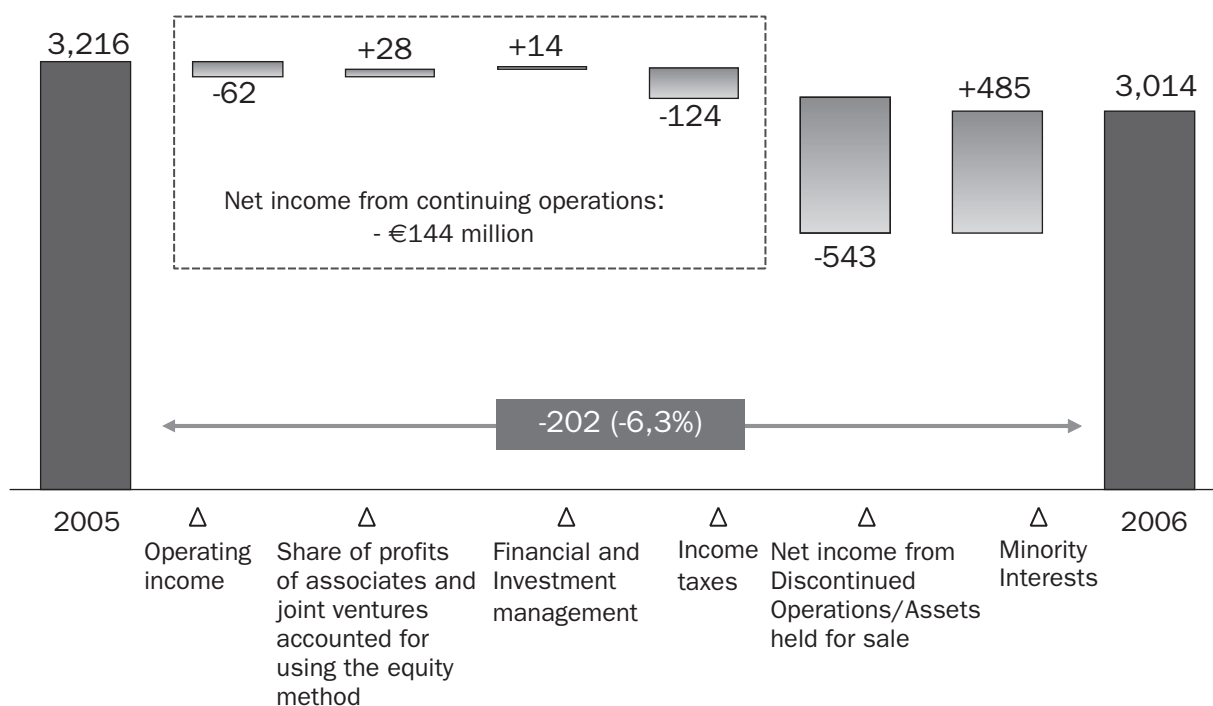 3,216
-62
+28
+14
-124
-543
+485
3,014
Net income from continuing operations:
- €144 million
-202 (-6,3%)
2005
Δ
Operating
income
Δ
Share of profits
of associates and
joint ventures
accounted for
using the equity
method
Δ
Financial and
Investment
management
Δ
Income
taxes
Δ
Net income from
Discontinued
Operations/Assets
held for sale
Δ
Minority
Interests
2006